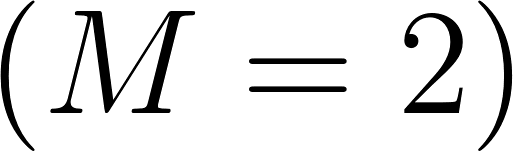 (M = 2)